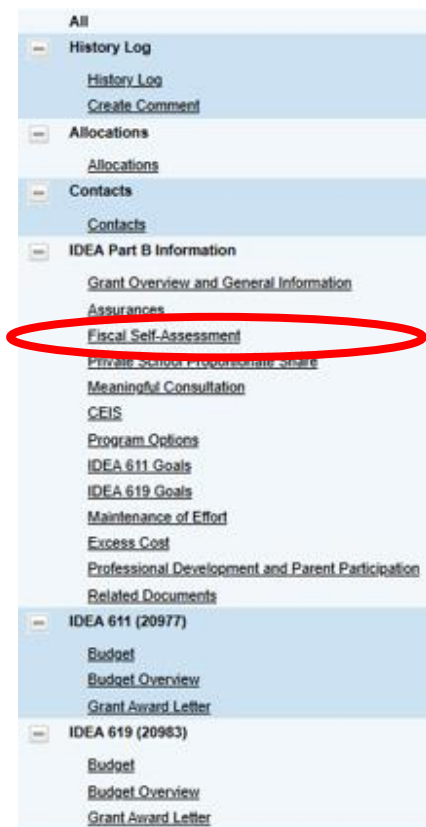 All
History Log
History Log
Create Comment
Allocations
Allocations
Contacts
Contacts
IDEA Part B Information
Grant Overview and General Information
Assurances
Fiscal Self-Assessment
Private School Proportionate Share
Meaningful Consultation
CEIS
Program Options
IDEA 611 Goals
IDEA 619 Goals
Maintenance of Effort
Excess Cost
Professional Development and Parent Participation
Related Documents
IDEA 611 (20977)
Budget
Budget Overview
Grant Award Letter
IDEA 619 (20983)
Budget
Budget Overview
Grant Award Letter